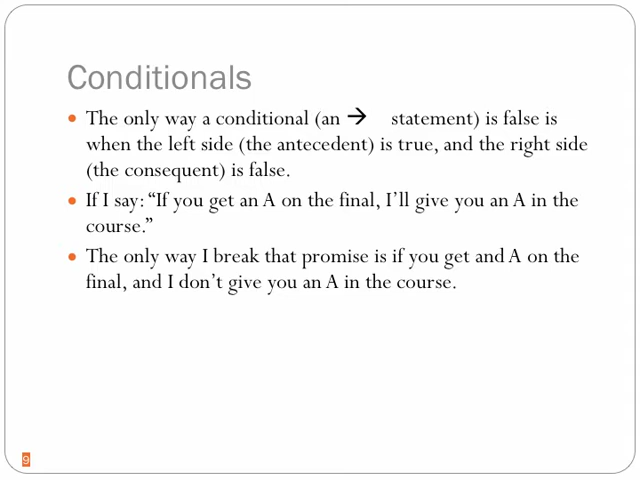 Conditionals
• The only way a conditional (an → statement) is false is
when the left side (the antecedent) is true, and the right side
(the consequent) is false.
• If I say: “If you get an A on the final, I’ll give you an A in the
course.”
• The only way I break that promise is if you get and A on the
final, and I don’t give you an A in the course.
9